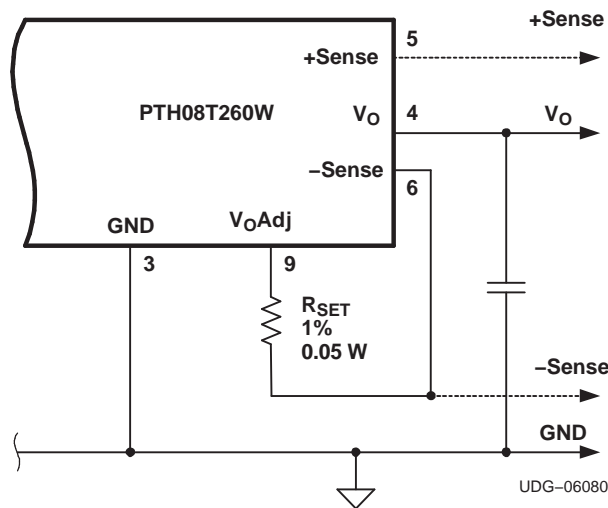 +Sense
5
+Sense
PTH08T260W
4
VO
VO
–Sense
6
GND
VOAdj
3
9
RSET
1%
0.05 W
–Sense
GND
UDG–06080